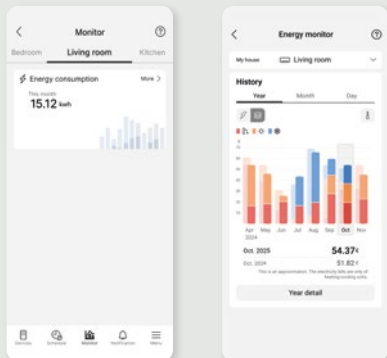 Monitor
Bedroom
Living room
Kitchen
Energy consumption
More >
This month
15.12 kwh
Devices
Schedule
Monitor
Notification
Menu
Energy monitor
My house
Living room
History
Year
Month
Day
Apr
May
Jun
Jul
Aug
Sep
Oct
Nov
2024
Oct. 2025
54.37€
Oct. 2024
51.82€
This is an approximation. The electricity bills are only of
heating/cooling units.
Year detail